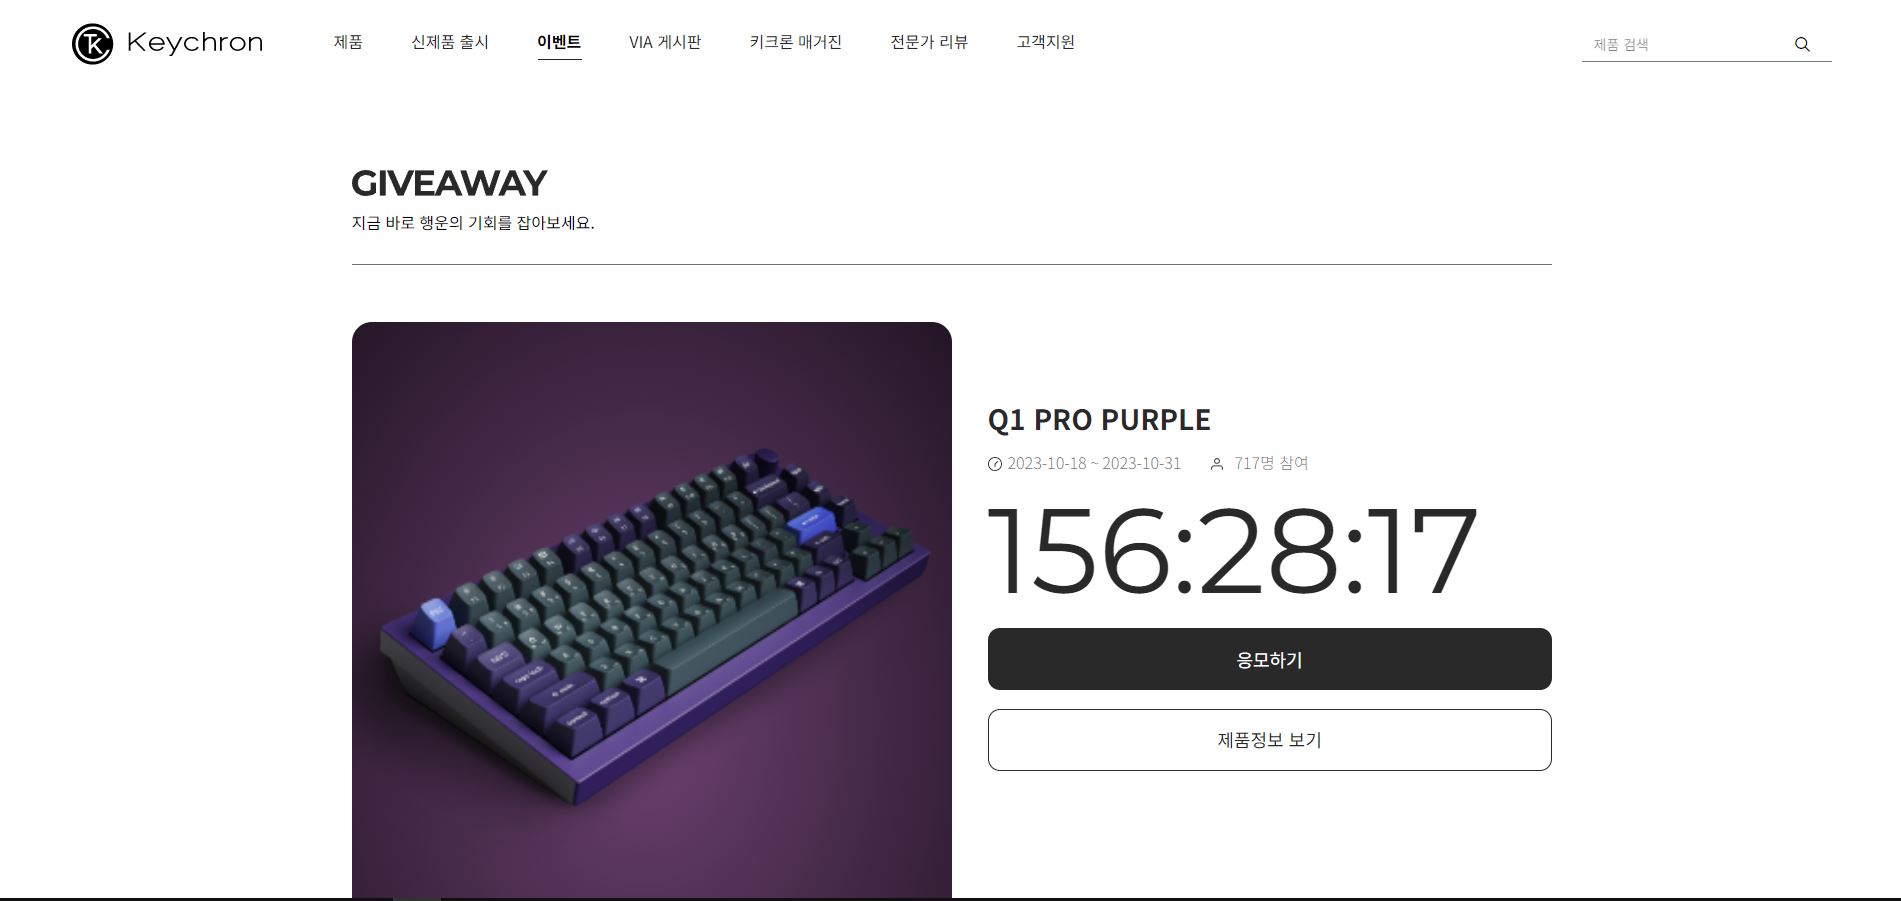 Keychron
제품 신제품 출시 이벤트 VIA 게시판 키크론 매거진 전문가 리뷰 고객지원
제품 검색
GIVEAWAY
지금 바로 행운의 기회를 잡아보세요.
Q1 PRO PURPLE
2023-10-18 ~ 2023-10-31 717명 참여
156:28:17
응모하기
제품정보 보기